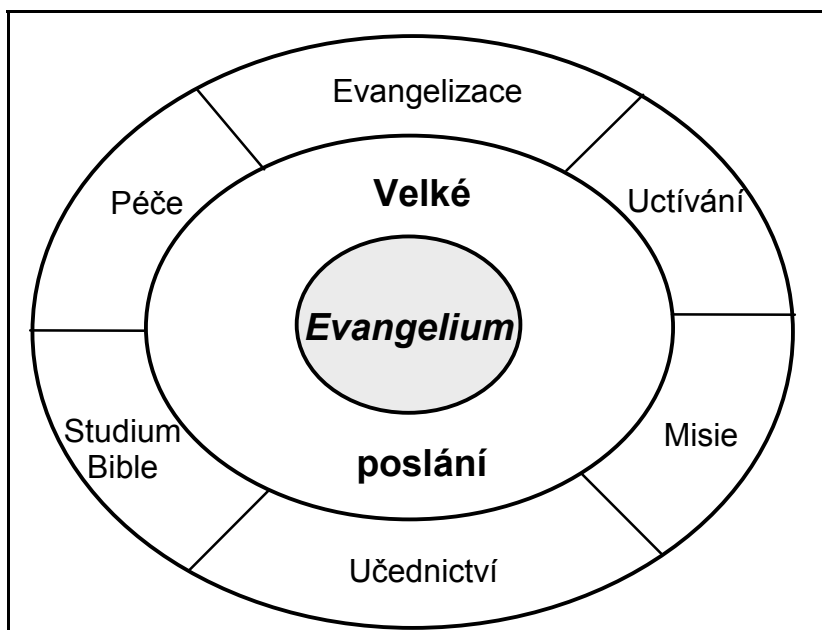 Evangelizace
Velké
Péče
Uctívání
Evangelium
Studium
Bible
Misie
poslání
Učednictví